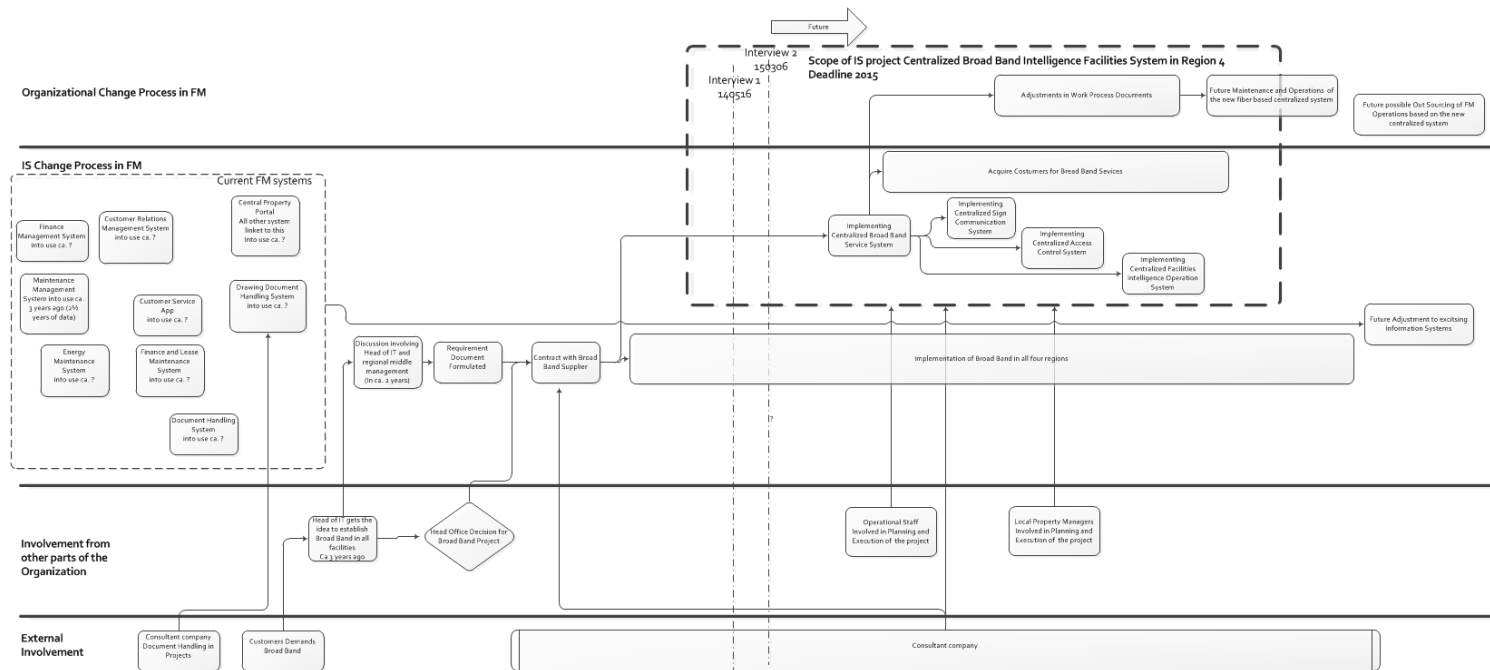 Future
Interview 2
150306
Interview 1
140516
Scope of IS project Centralized Broad Band Intelligence Facilities System in Region 4
Deadline 2015
Organizational Change Process in FM
Adjustments in Work Process Documents
Future Maintenance and Operations of
the new fiber based centralized system
Future possible Out Sourcing of FM
Operations based on the new
centralized system
IS Change Process in FM
Current FM systems
Finance
Management System
into use ca. ?
Customer Relations
Management System
into use ca. ?
Central Property
Portal
All other system
linket to this
into use ca. ?
Maintenance
Management
System into use ca.
3 years ago (2½
years of data)
Customer Service
App
into use ca. ?
Drawing Document
Handling System
into use ca. ?
Energy
Maintenance
System
into use ca. ?
Finance and Lease
Maintenance
System
into use ca. ?
Document Handling
System
into use ca. ?
Acquire Costumers for Bread Band Sevices
Implementing
Centralized Broad Band
Service System
Implementing
Centralized Sign
Communication
System
Implementing
Centralized Access
Control System
Implementing
Centralized Facilities
Intelligence Operation
System
Discussion involving
Head of IT and
regional middle
management
(In ca. 2 years)
Requirement
Document
Formulated
Contract with Broad
Band Supplier
Implementation of Broad Band in all four regions
Future Adjustment to excitsing
Information Systems
?
Involvement from
other parts of the
Organization
Head of IT gets the
idea to establish
Broad Band in all
facilities
Ca 3 years ago
Head Office Decision for
Broad Band Project
Operational Staff
Involved in Planning and
Execution of the project
Local Property Managers
Involved in Planning and
Execution of the project
External
Involvement
Consultant company
Document Handling in
Projects
Customers Demands
Broad Band
Consultant company